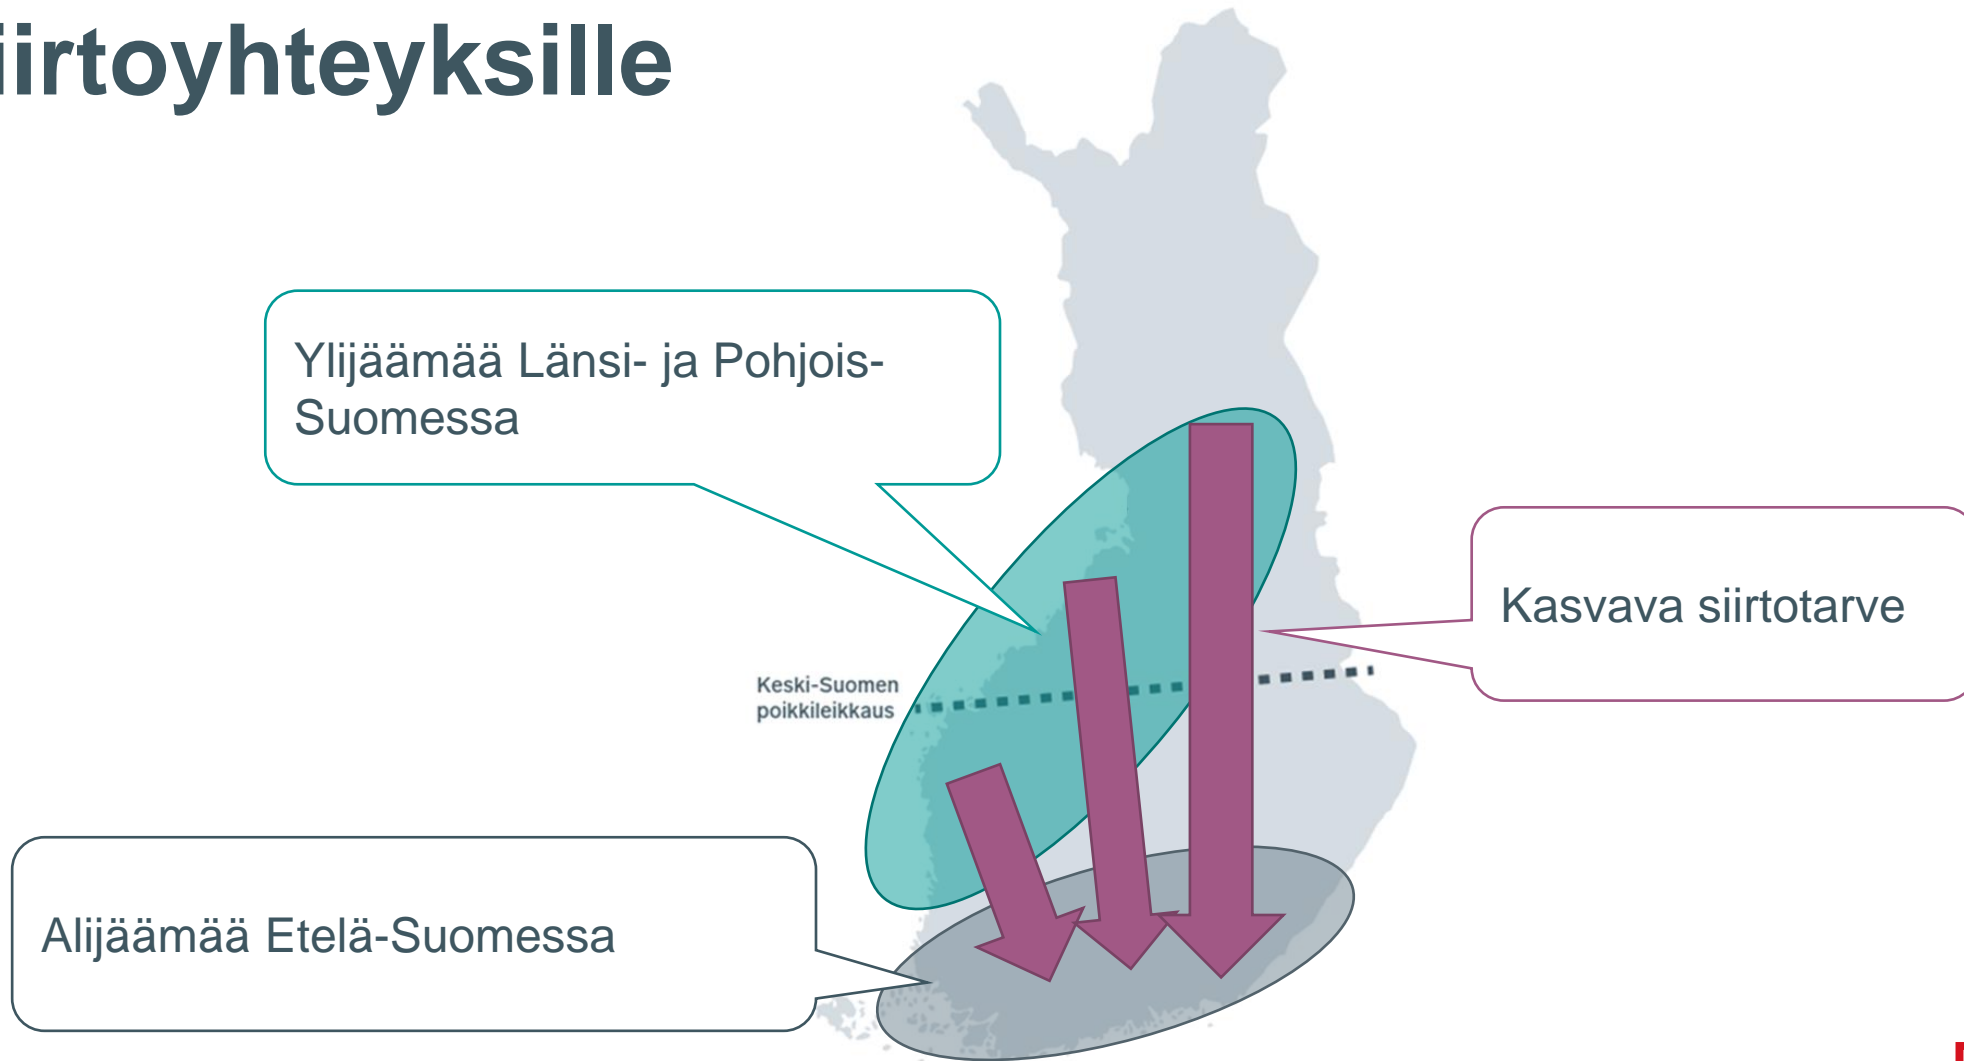 iirtoyhteyksille
Ylijäämää Länsi- ja Pohjois-
Suomessa
Kasvava siirtotarve
Keski-Suomen
poikkileikkaus
Alijäämää Etelä-Suomessa